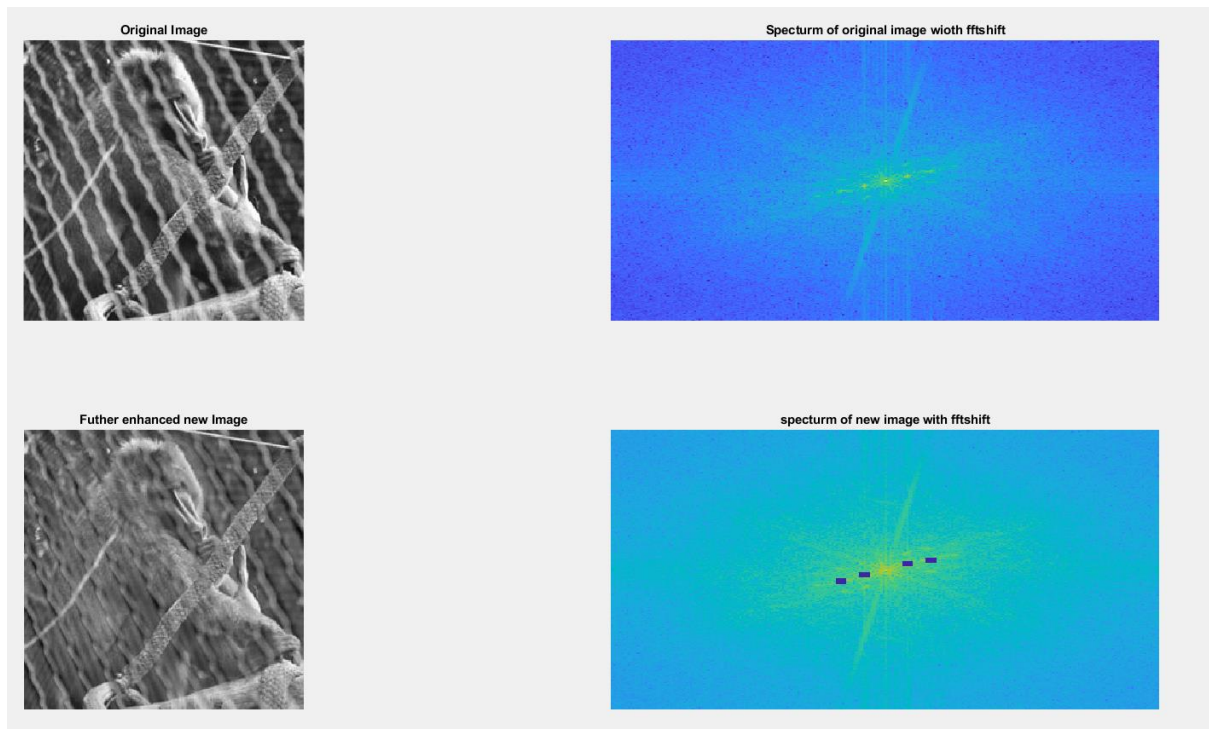 Original Image
Specturm of original image wioth fftshift
Futher enhanced new Image
specturm of new image with fftshift